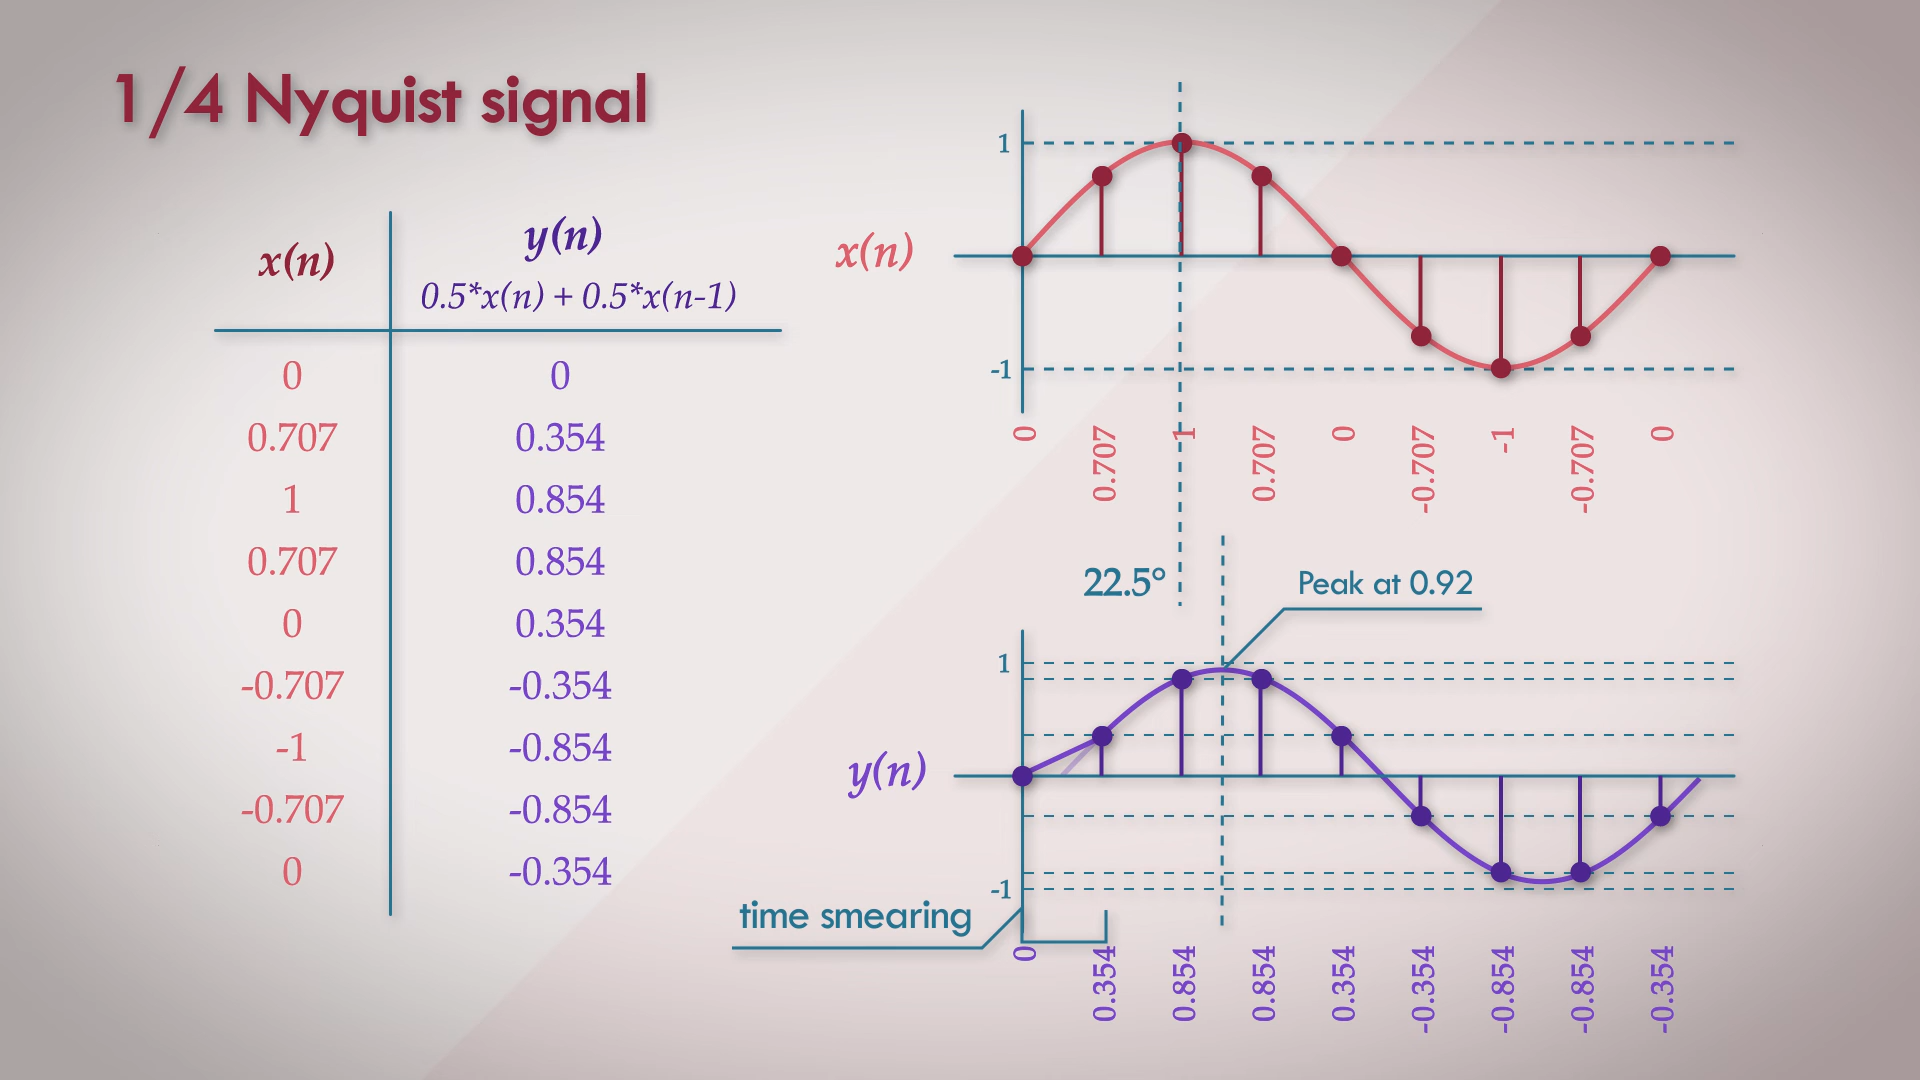 1/4 Nyquist signal
x(n)
y(n)
0.5*x(n) + 0.5*x(n-1)
0 0
0.707 0.354
1 0.854
0.707 0.854
0 0.354
-0.707 -0.354
-1 -0.854
-0.707 -0.854
0 -0.354
1
x(n)
-1
0 0.707 1 0.707 0 -0.707 -1 -0.707 0
22.5°
Peak at 0.92
1
y(n)
-1
time smearing
0 0.354 0.854 0.854 0.354 -0.354 -0.854 -0.854 -0.354